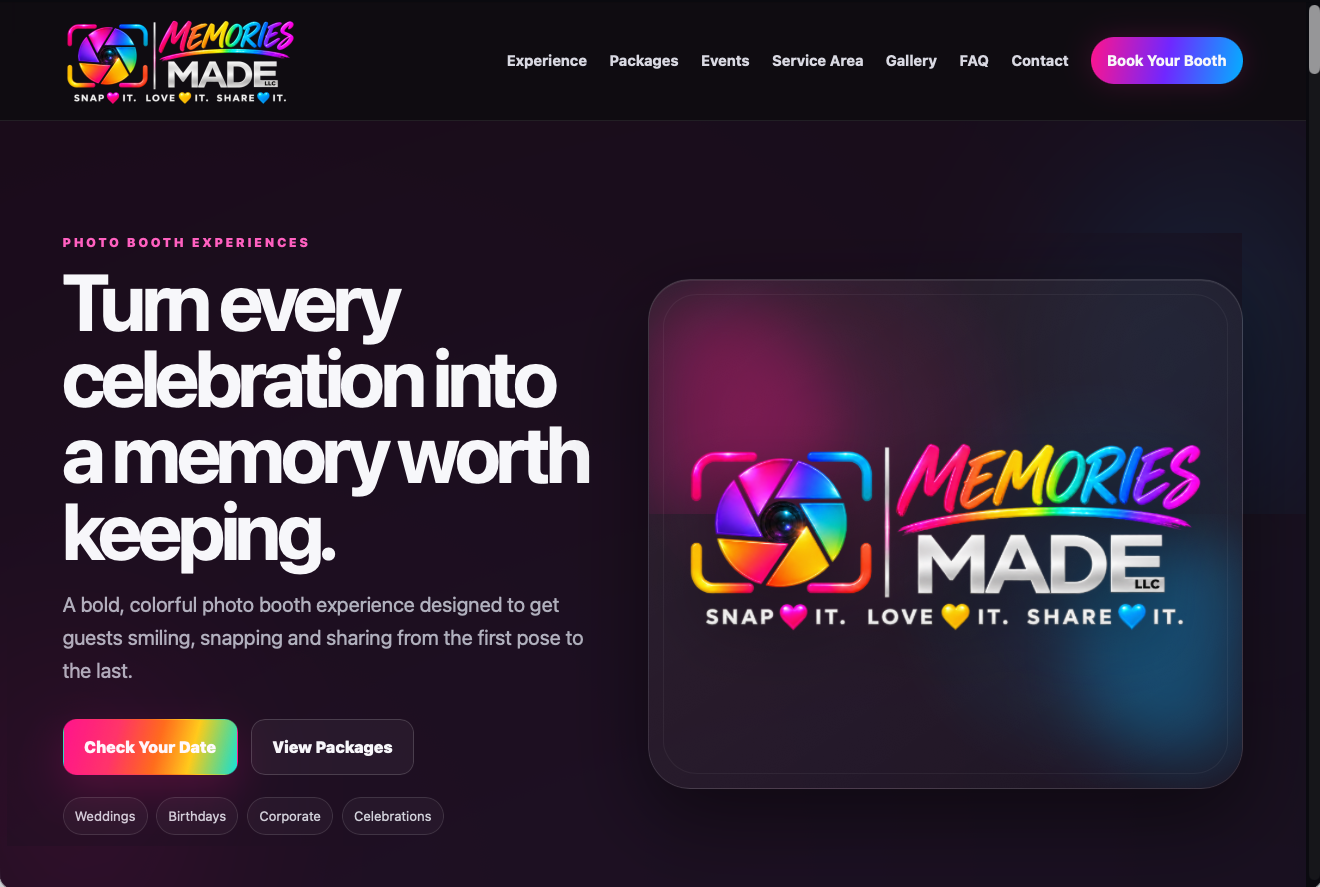 MEMORIES
MADE
LLC
SNAP IT. LOVE IT. SHARE IT.
Experience Packages Events Service Area Gallery FAQ Contact Book Your Booth
PHOTO BOOTH EXPERIENCES
Turn every
celebration into
a memory worth
keeping.
A bold, colorful photo booth experience designed to get
guests smiling, snapping and sharing from the first pose to
the last.
Check Your Date View Packages
Weddings Birthdays Corporate Celebrations
MEMORIES
MADE
LLC
SNAP IT. LOVE IT. SHARE IT.